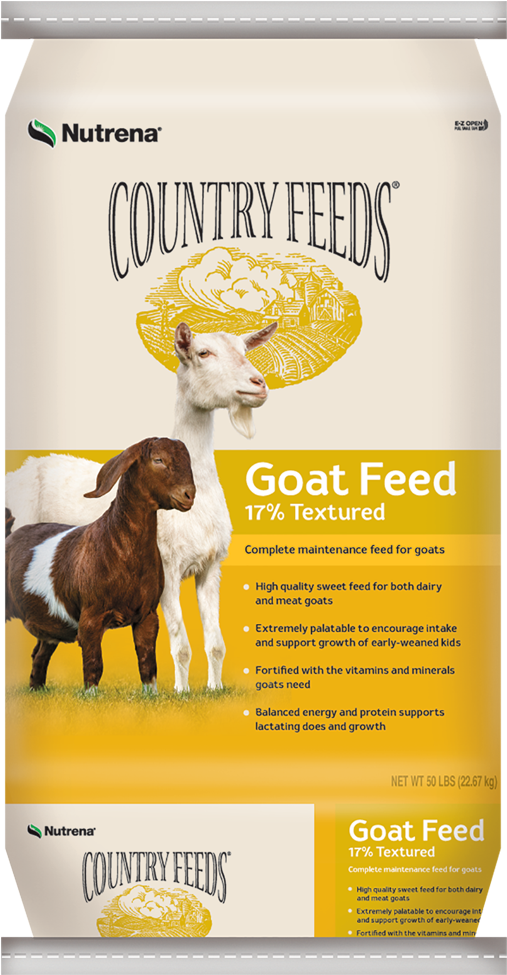 Nutrena®
E-Z OPEN
COUNTRY FEEDS®
Goat Feed
17% Textured
Complete maintenance feed for goats
• High quality sweet feed for both dairy
and meat goats
• Extremely palatable to encourage intake
and support growth of early-weaned kids
• Fortified with the vitamins and minerals
goats need
• Balanced energy and protein supports
lactating does and growth
NET WT 50 LBS (22.67 kg)
Nutrena®
COUNTRY FEEDS®
Goat Feed
17% Textured
Complete maintenance feed for goats
• High quality sweet feed for both dairy
and meat goats
• Extremely palatable to encourage int
support growth of early-weane
• Fortified with the vitamins and min